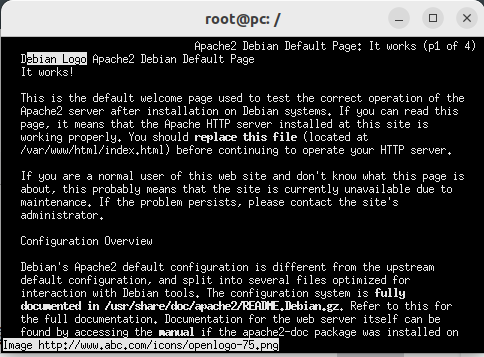 root@pc: /
Apache2 Debian Default Page: It works (p1 of 4)
Debian Logo Apache2 Debian Default Page
It works!
This is the default welcome page used to test the correct operation of the
Apache2 server after installation on Debian systems. If you can read this
page, it means that the Apache HTTP server installed at this site is
working properly. You should replace this file (located at
/var/www/html/index.html) before continuing to operate your HTTP server.
If you are a normal user of this web site and don't know what this page is
about, this probably means that the site is currently unavailable due to
maintenance. If the problem persists, please contact the site's
administrator.
Configuration Overview
Debian's Apache2 default configuration is different from the upstream
default configuration, and split into several files optimized for
interaction with Debian tools. The configuration system is fully
documented in /usr/share/doc/apache2/README.Debian.gz. Refer to this for
the full documentation. Documentation for the web server itself can be
found by accessing the manual if the apache2-doc package was installed on
Image http://www.abc.com/icons/openlogo-75.png